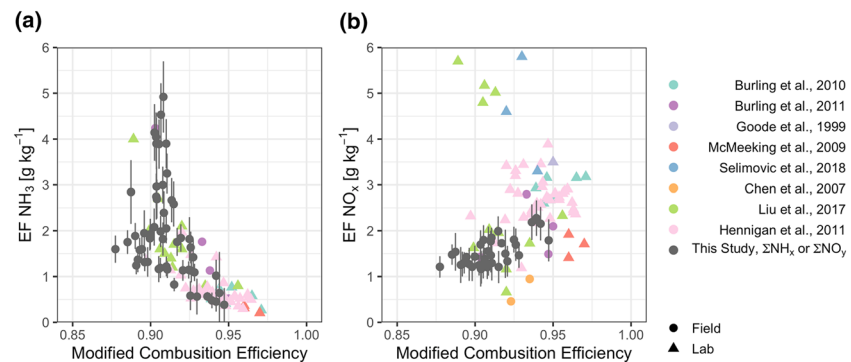 (a)
(b)
6
5
4
3
2
1
0
EF NH₃ [g kg⁻¹]
0.85
0.90
0.95
1.00
Modified Combustion Efficiency
6
5
4
3
2
1
0
EF NOₓ [g kg⁻¹]
0.85
0.90
0.95
1.00
Modified Combusition Efficiency
Burling et al., 2010
Burling et al., 2011
Goode et al., 1999
McMeeking et al., 2009
Selimovic et al., 2018
Chen et al., 2007
Liu et al., 2017
Hennigan et al., 2011
This Study, ΣNHₓ or ΣNOᵧ
Field
Lab